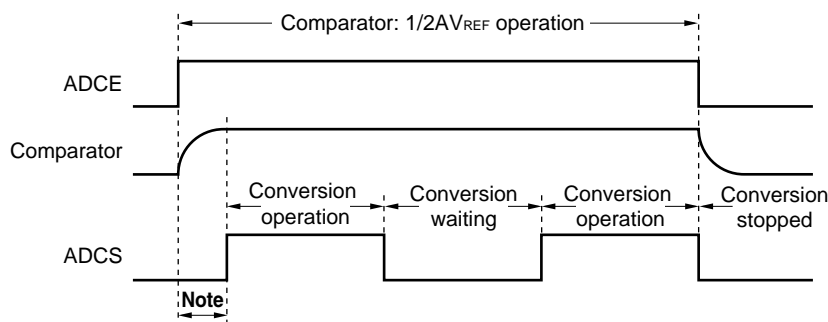 Comparator: 1/2AVREF operation
ADCE
Comparator
Conversion operation
Conversion waiting
Conversion operation
Conversion stopped
ADCS
Note